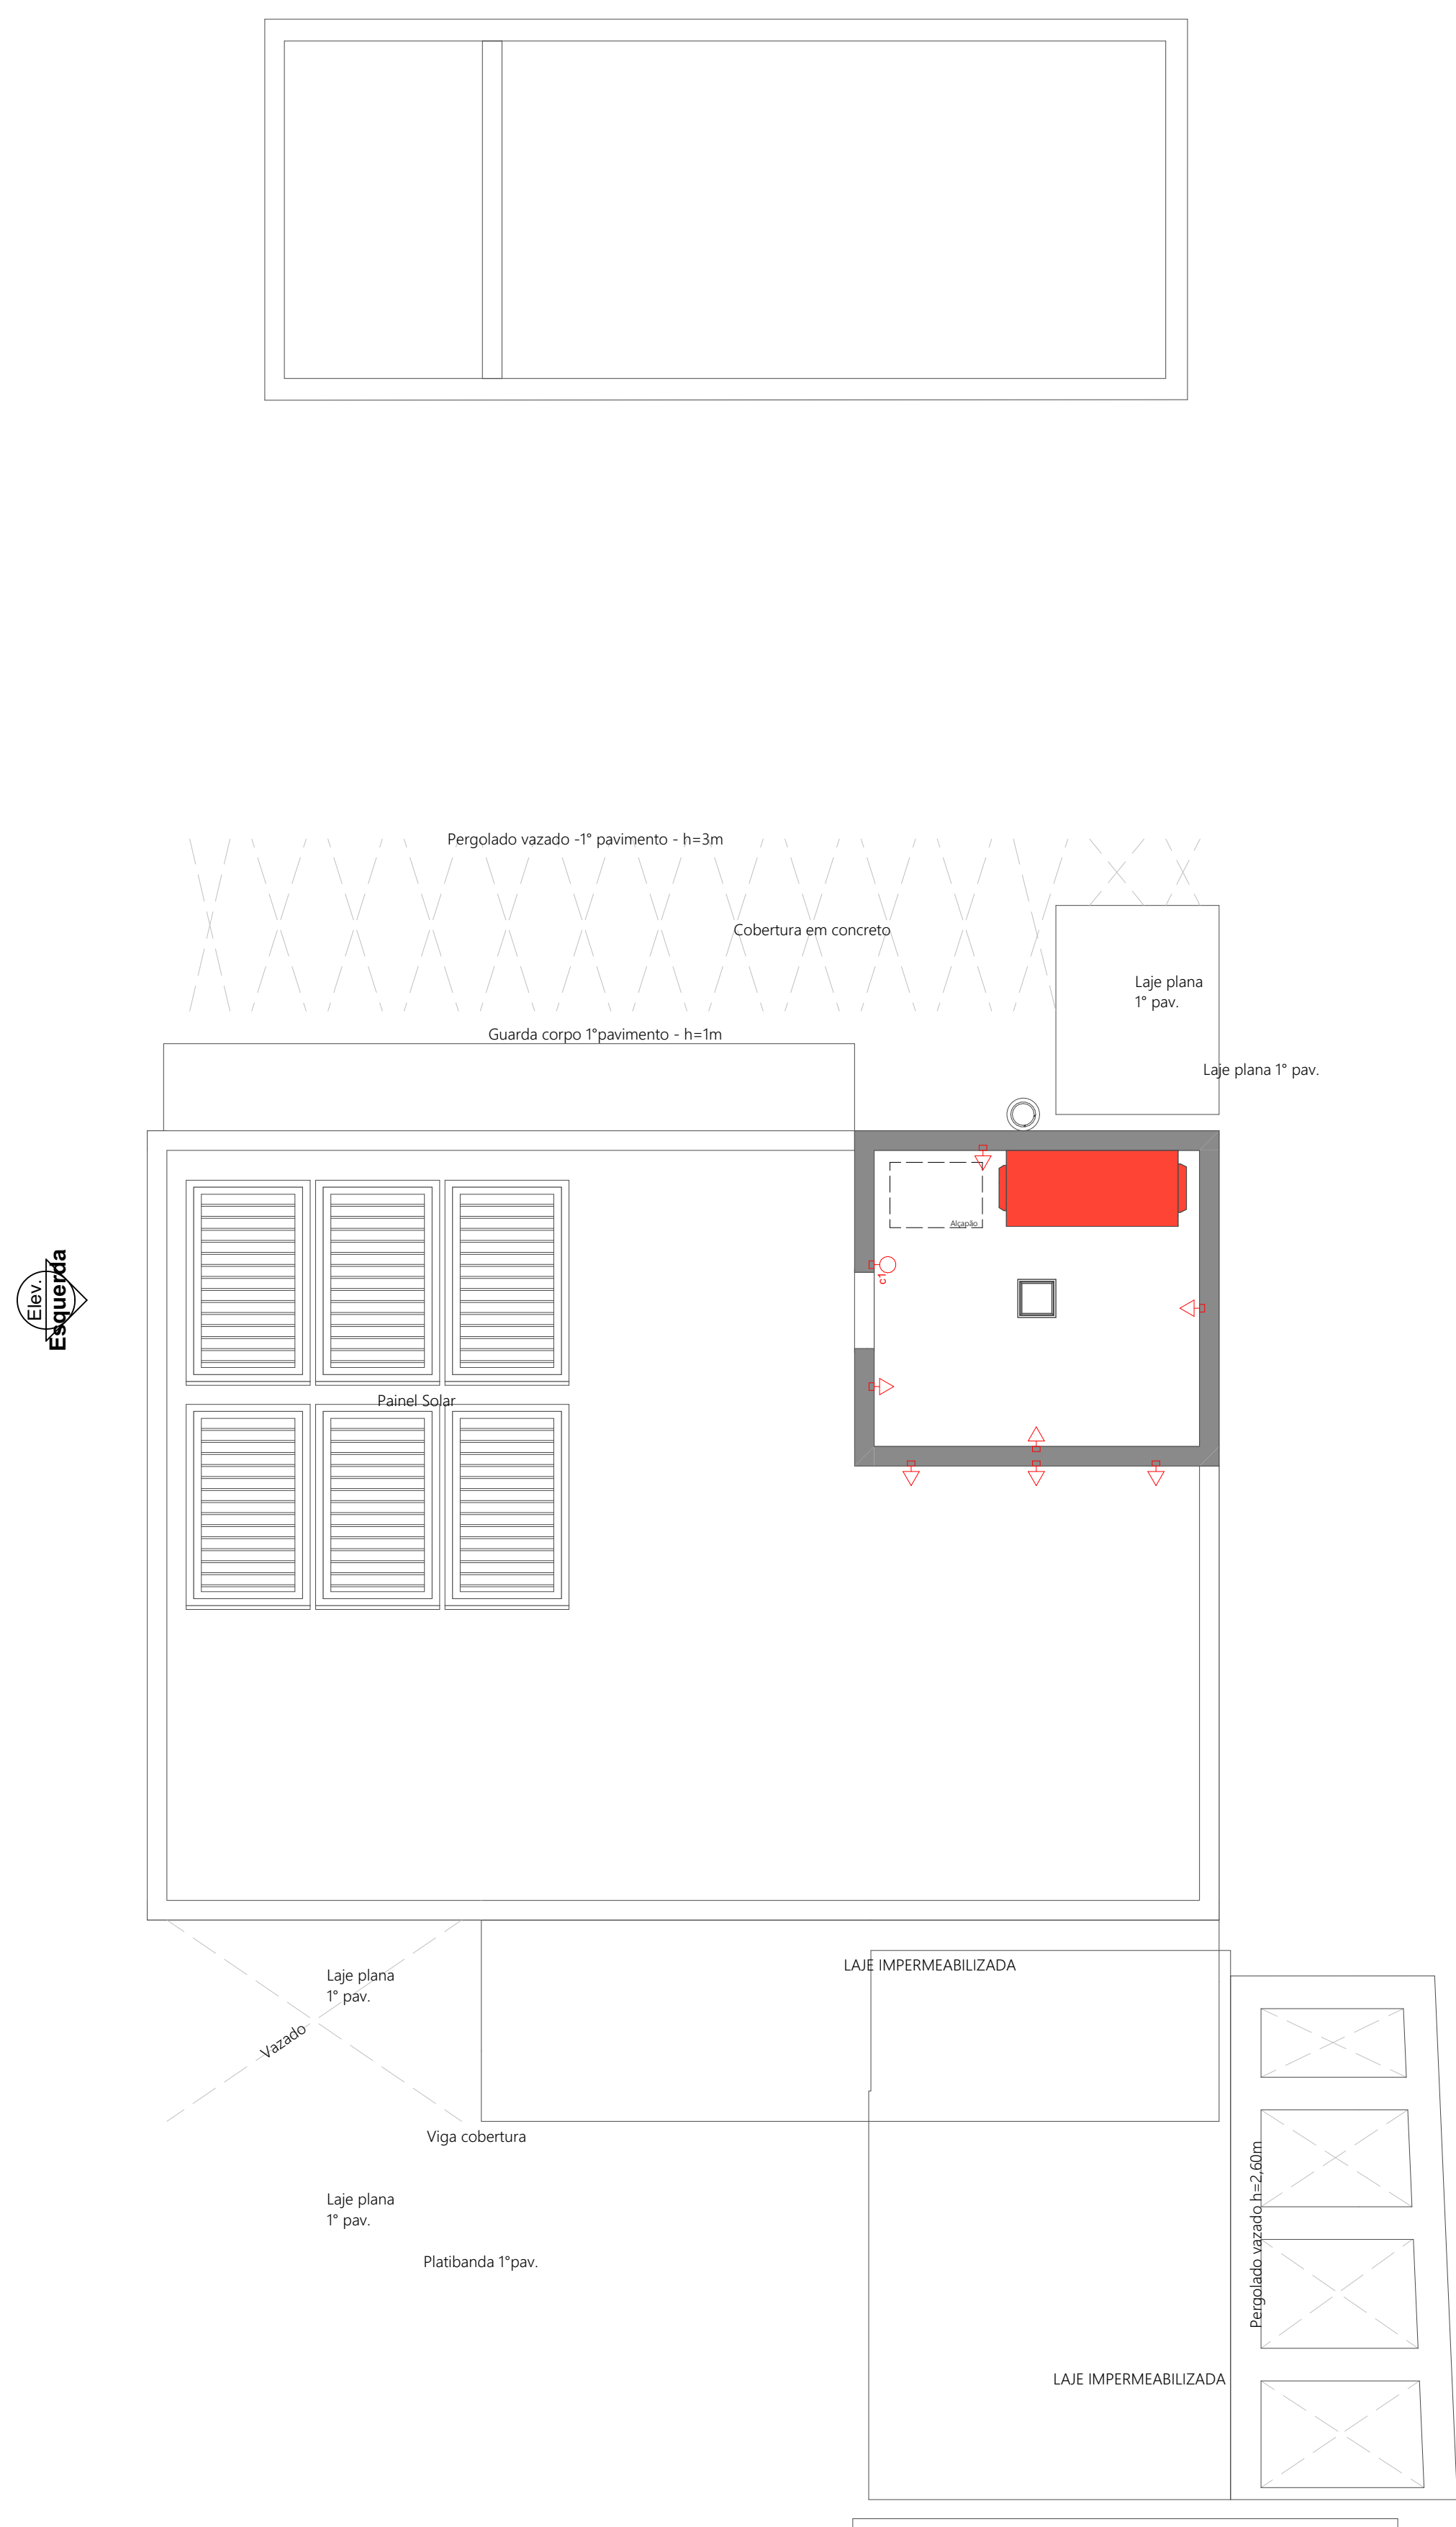 Pergolado vazado -1° pavimento - h=3m
Cobertura em concreto
Laje plana
1° pav.
Guarda corpo 1°pavimento - h=1m
Laje plana 1° pav.
Alçapão
c1
Elev.
Esquerda
Painel Solar
LAJE IMPERMEABILIZADA
Laje plana
1° pav.
Vazado
Viga cobertura
Laje plana
1° pav.
Pergolado vazado h=2,60m
Platibanda 1°pav.
LAJE IMPERMEABILIZADA